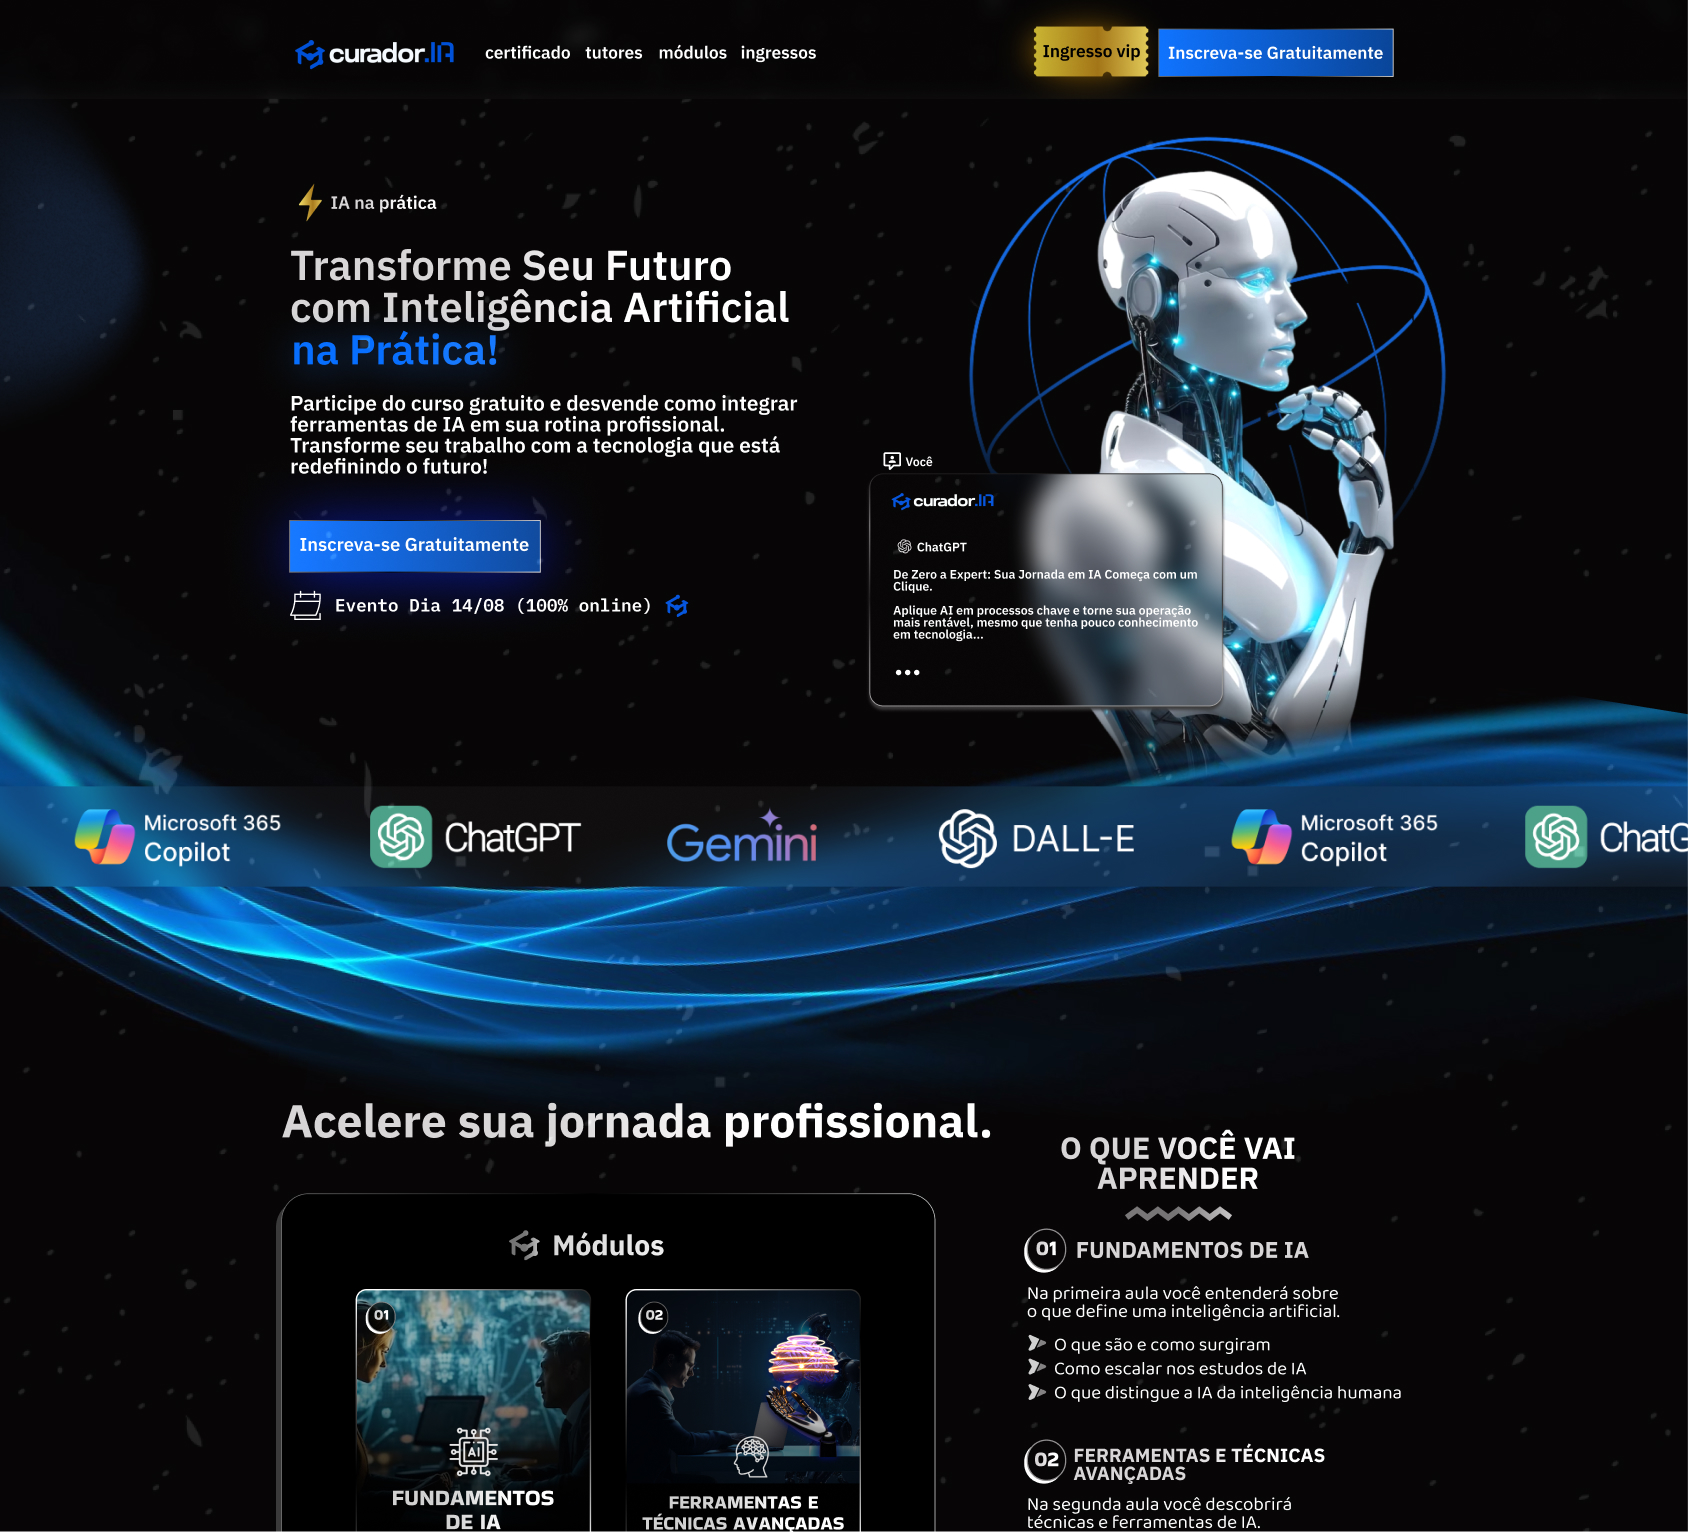 curador.IA
certificado tutores módulos ingressos
Ingresso vip
Inscreva-se Gratuitamente
IA na prática
Transforme Seu Futuro
com Inteligência Artificial
na Prática!
Participe do curso gratuito e desvende como integrar
ferramentas de IA em sua rotina profissional.
Transforme seu trabalho com a tecnologia que está
redefinindo o futuro!
Inscreva-se Gratuitamente
Evento Dia 14/08 (100% online)
Você
curador.IA
ChatGPT
De Zero a Expert: Sua Jornada em IA Começa com um
Clique.
Aplique AI em processos chave e torne sua operação
mais rentável, mesmo que tenha pouco conhecimento
em tecnologia...
Microsoft 365
Copilot
ChatGPT
Gemini
DALL-E
Microsoft 365
Copilot
ChatG
Acelere sua jornada profissional.
Módulos
01
AI
FUNDAMENTOS
DE IA
02
FERRAMENTAS E
TÉCNICAS AVANÇADAS
O QUE VOCÊ VAI
APRENDER
01 FUNDAMENTOS DE IA
Na primeira aula você entenderá sobre
o que define uma inteligência artificial.
O que são e como surgiram
Como escalar nos estudos de IA
O que distingue a IA da inteligência humana
02 FERRAMENTAS E TÉCNICAS
AVANÇADAS
Na segunda aula você descobrirá
técnicas e ferramentas de IA.